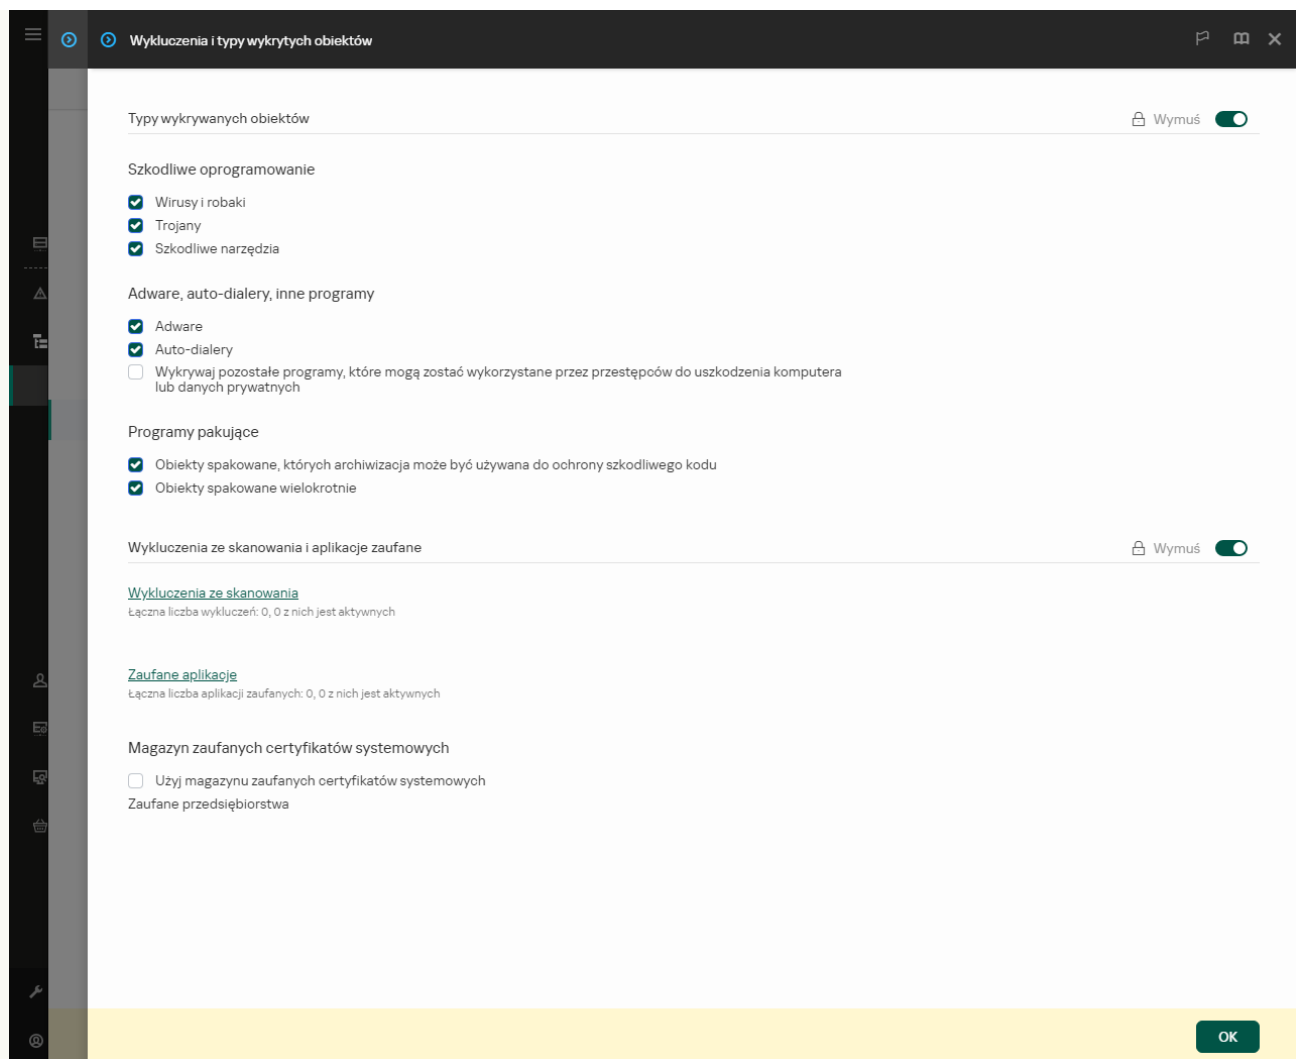 Wykluczenia i typy wykrytych obiektów
Typy wykrywanych obiektów
Wymuś
Szkodliwe oprogramowanie
Wirusy i robaki
Trojany
Szkodliwe narzędzia
Adware, auto-dialery, inne programy
Adware
Auto-dialery
Wykrywaj pozostałe programy, które mogą zostać wykorzystane przez przestępców do uszkodzenia komputera
lub danych prywatnych
Programy pakujące
Obiekty spakowane, których archiwizacja może być używana do ochrony szkodliwego kodu
Obiekty spakowane wielokrotnie
Wykluczenia ze skanowania i aplikacje zaufane
Wymuś
Wykluczenia ze skanowania
Łączna liczba wykluczeń: 0, 0 z nich jest aktywnych
Zaufane aplikacje
Łączna liczba aplikacji zaufanych: 0, 0 z nich jest aktywnych
Magazyn zaufanych certyfikatów systemowych
Użyj magazynu zaufanych certyfikatów systemowych
Zaufane przedsiębiorstwa
OK